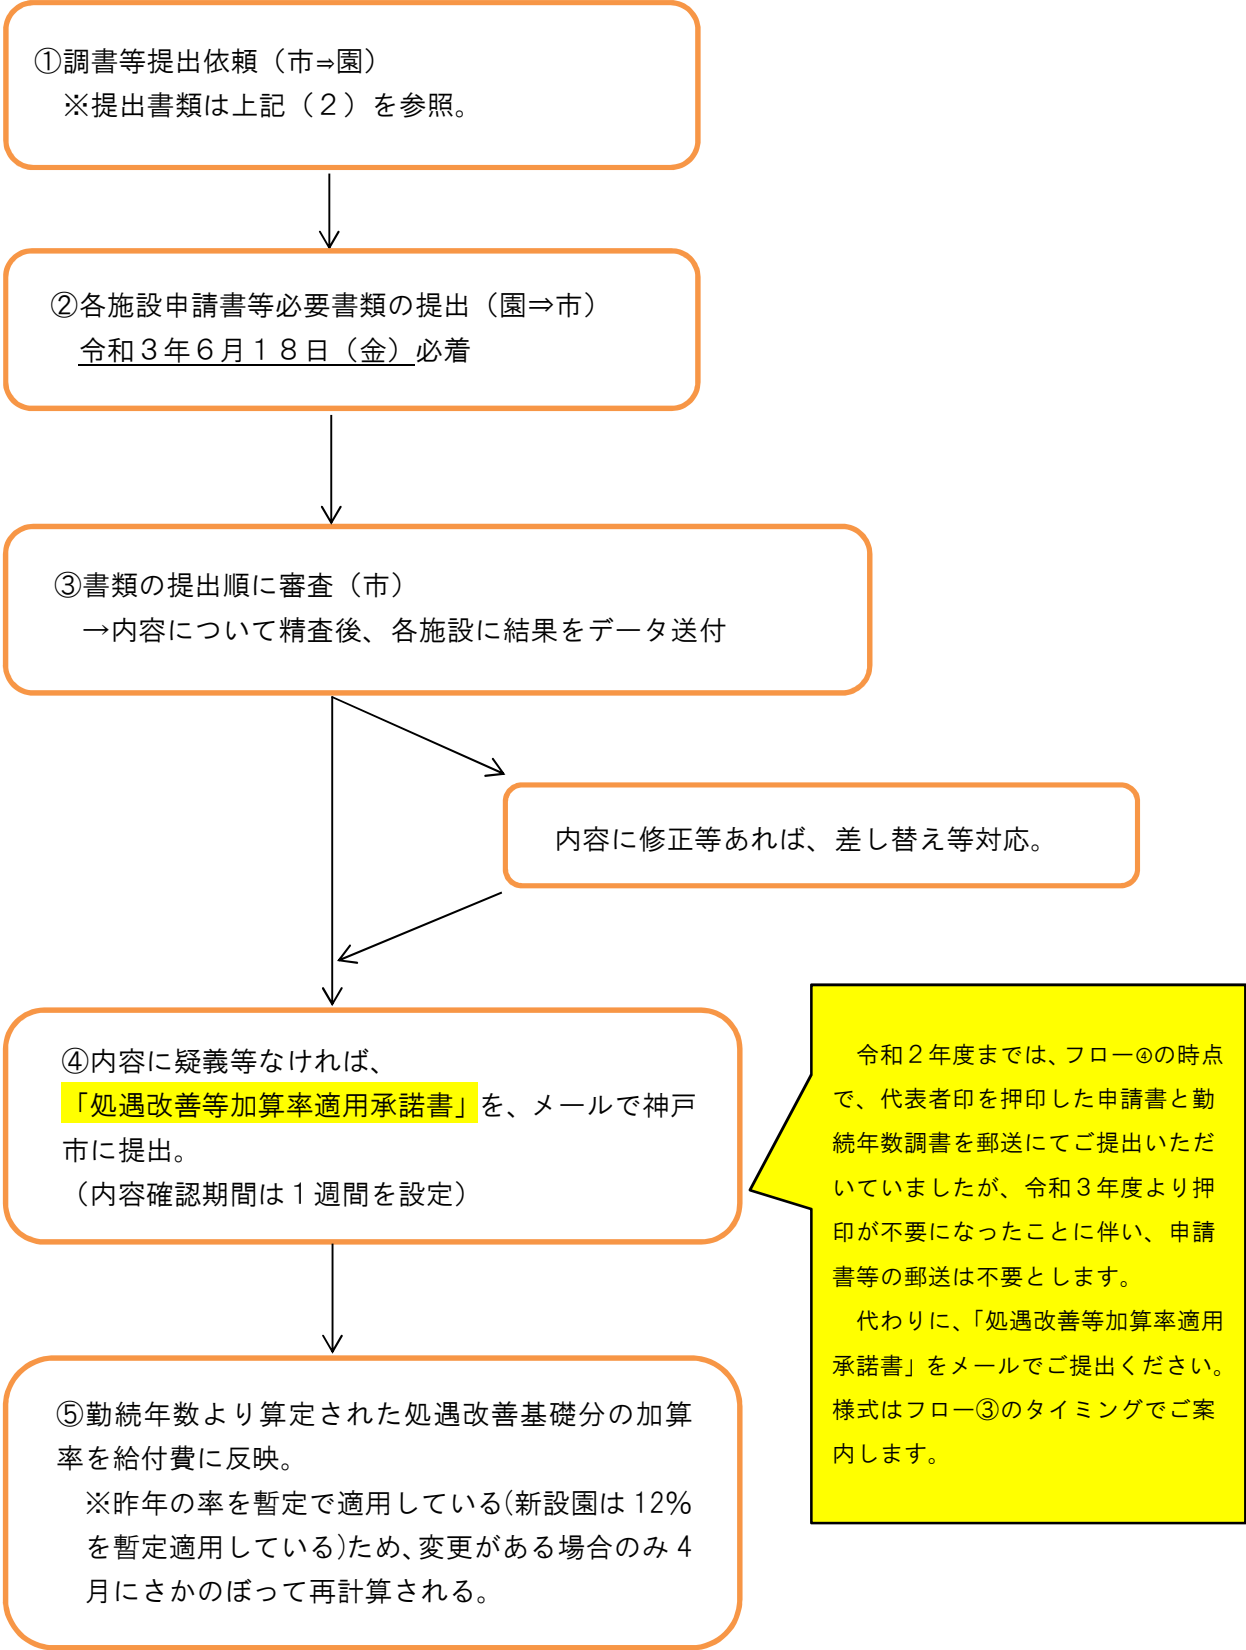 ①調書等提出依頼（市⇒園）
※提出書類は上記（２）を参照。
②各施設申請書等必要書類の提出（園⇒市）
令和３年６月１８日（金）必着
③書類の提出順に審査（市）
→内容について精査後、各施設に結果をデータ送付
内容に修正等あれば、差し替え等対応。
④内容に疑義等なければ、
「処遇改善等加算率適用承諾書」を、メールで神戸
市に提出。
（内容確認期間は１週間を設定）
令和２年度までは、フロー④の時点
で、代表者印を押印した申請書と勤
続年数調書を郵送にてご提出いただ
いていましたが、令和３年度より押
印が不要になったことに伴い、申請
書等の郵送は不要とします。
代わりに、「処遇改善等加算率適用
承諾書」をメールでご提出ください。
様式はフロー③のタイミングでご案
内します。
⑤勤続年数より算定された処遇改善基礎分の加算
率を給付費に反映。
※昨年の率を暫定で適用している(新設園は 12%
を暫定適用している)ため、変更がある場合のみ 4
月にさかのぼって再計算される。